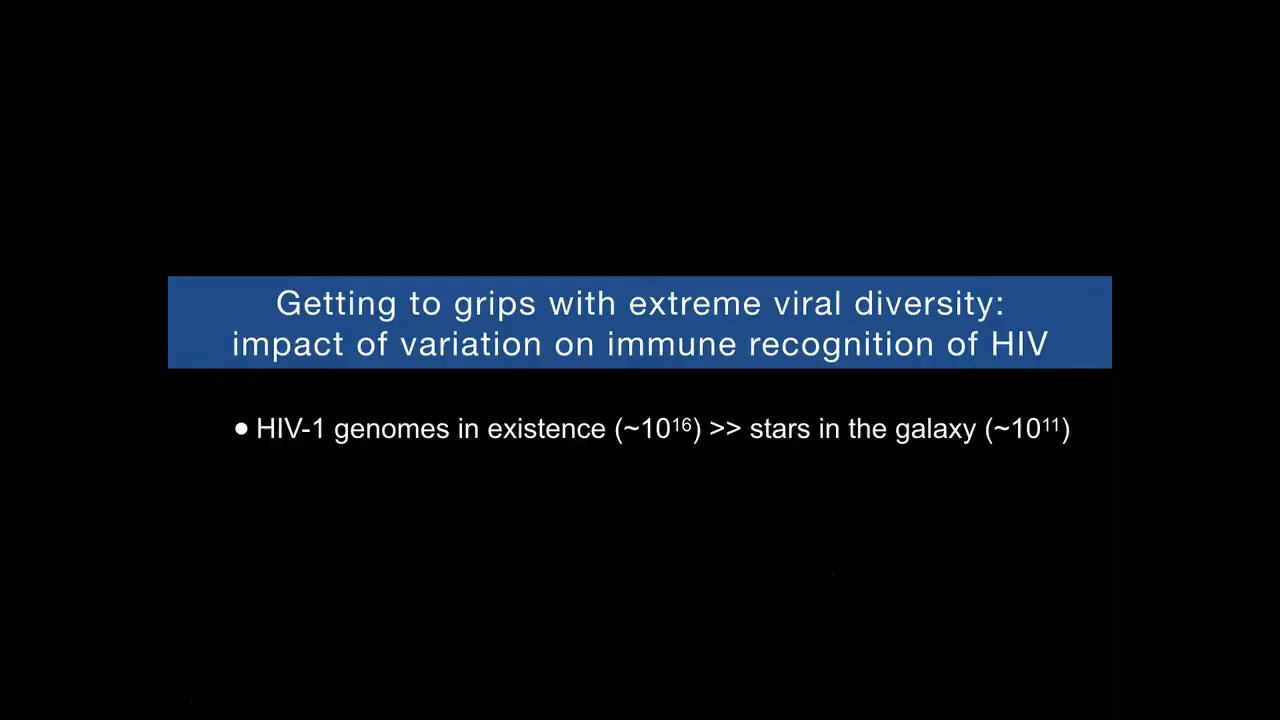 Getting to grips with extreme viral diversity:
impact of variation on immune recognition of HIV
● HIV-1 genomes in existence (~10¹⁶) >> stars in the galaxy (~10¹¹)